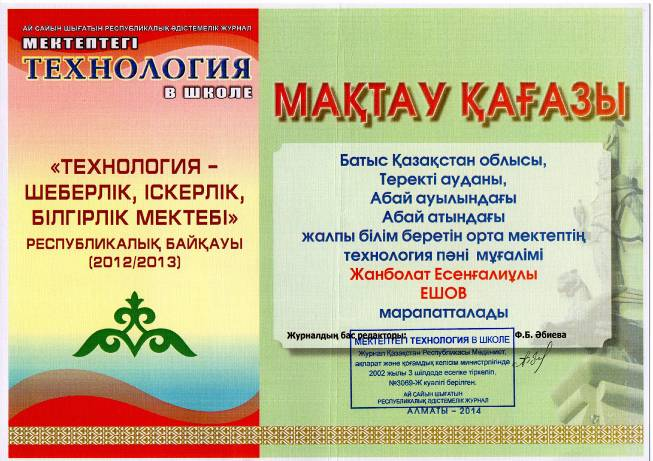 АЙ САЙЫН ШЫҒАТЫН РЕСПУБЛИКАЛЫҚ ӘДІСТЕМЕЛІК ЖУРНАЛ
МЕКТЕПТЕГІ
ТЕХНОЛОГИЯ
В ШКОЛЕ
«ТЕХНОЛОГИЯ –
ШЕБЕРЛІК, ІСКЕРЛІК,
БІЛГІРЛІК МЕКТЕБІ»
РЕСПУБЛИКАЛЫҚ БАЙҚАУЫ
(2012/2013)
МАҚТАУ ҚАҒАЗЫ
Батыс Қазақстан облысы,
Теректі ауданы,
Абай ауылындағы
Абай атындағы
жалпы білім беретін орта мектептің
технология пәні мұғалімі
Жанболат Есенғалиұлы
ЕШОВ
марапатталады
Журналдың бас редакторы: Ф.Б. Әбиева
МЕКТЕПТЕГІ ТЕХНОЛОГИЯ В ШКОЛЕ
Журнал Қазақстан Республикасы Мәдениет,
ақпарат және қоғамдық келісім министрлігінде
2002 жылы 3 шілдеде есепке тіркеліп,
№3069-Ж куәлігі берілген.
АЙ САЙЫН ШЫҒАТЫН
РЕСПУБЛИКАЛЫҚ ӘДІСТЕМЕЛІК ЖУРНАЛ
АЛМАТЫ – 2014